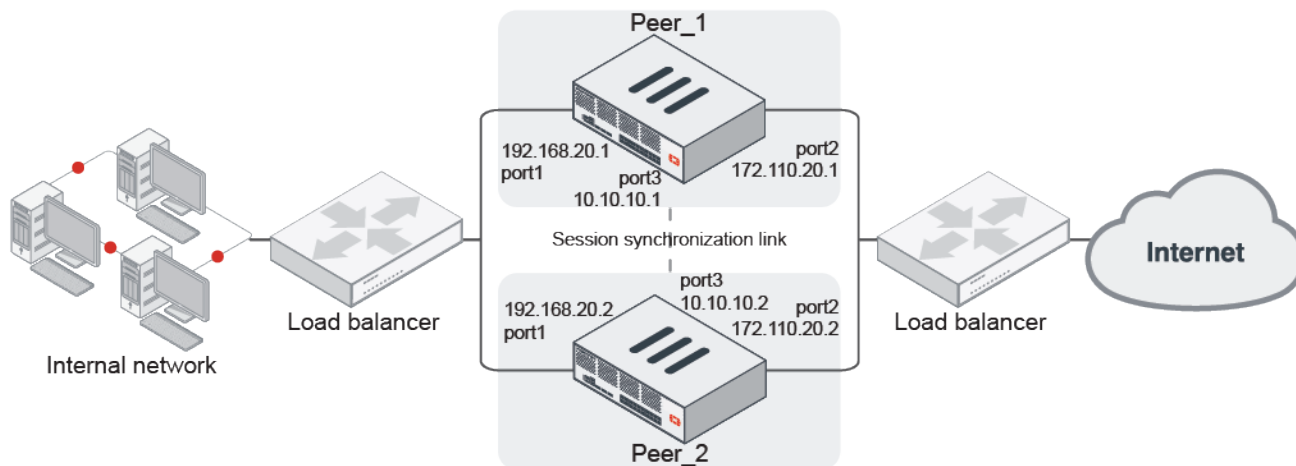 Peer_1
192.168.20.1
port1
port3
10.10.10.1
port2
172.110.20.1
Session synchronization link
Internet
port3
10.10.10.2
192.168.20.2
port1
port2
172.110.20.2
Load balancer
Load balancer
Internal network
Peer_2